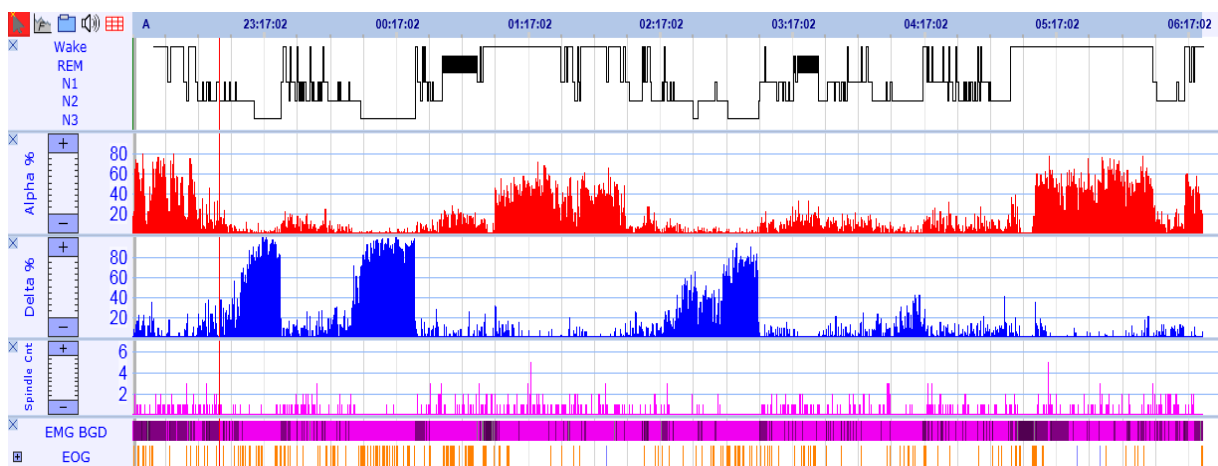 A 23:17:02 00:17:02 01:17:02 02:17:02 03:17:02 04:17:02 05:17:02 06:17:02
X Wake
REM
N1
N2
N3
X + Alpha % - 80 60 40 20
X + Delta % - 80 60 40 20
X + Spindle Cnt - 6 4 2
X EMG BGD
EOG